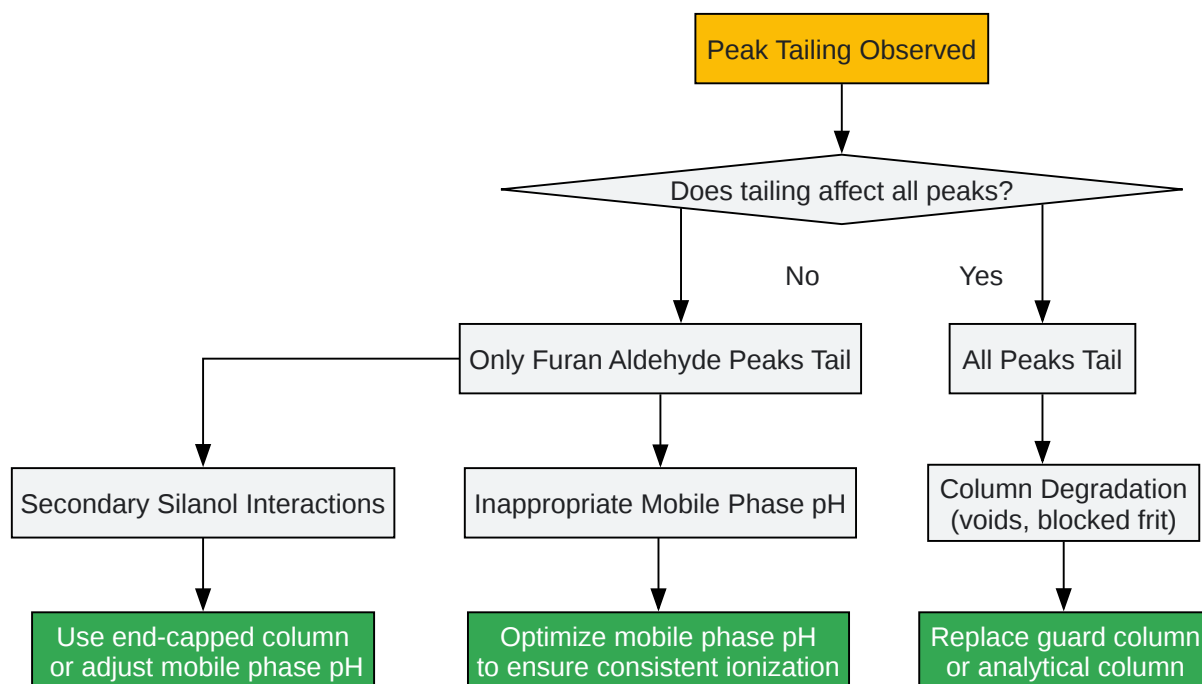 Peak Tailing Observed
Does tailing affect all peaks?
No
Yes
Only Furan Aldehyde Peaks Tail
All Peaks Tail
Secondary Silanol Interactions
Inappropriate Mobile Phase pH
Column Degradation
(voids, blocked frit)
Use end-capped column
or adjust mobile phase pH
Optimize mobile phase pH
to ensure consistent ionization
Replace guard column
or analytical column